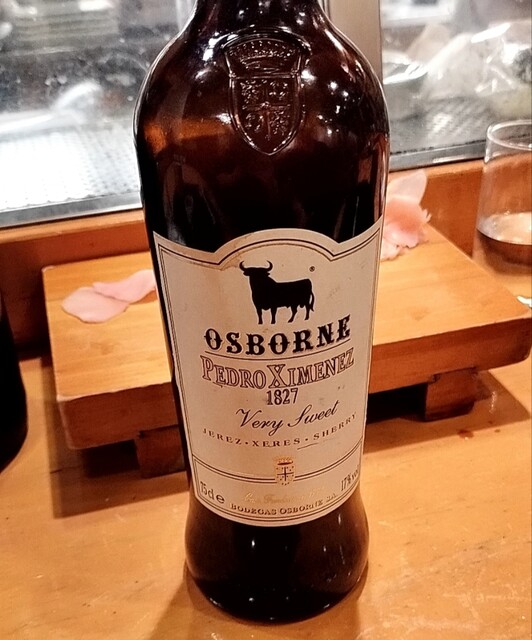 ®
OSBORNE
PEDRO XIMENEZ
1827
Very Sweet
JEREZ · XERES · SHERRY
75cl e 17% vol
BODEGAS OSBORNE